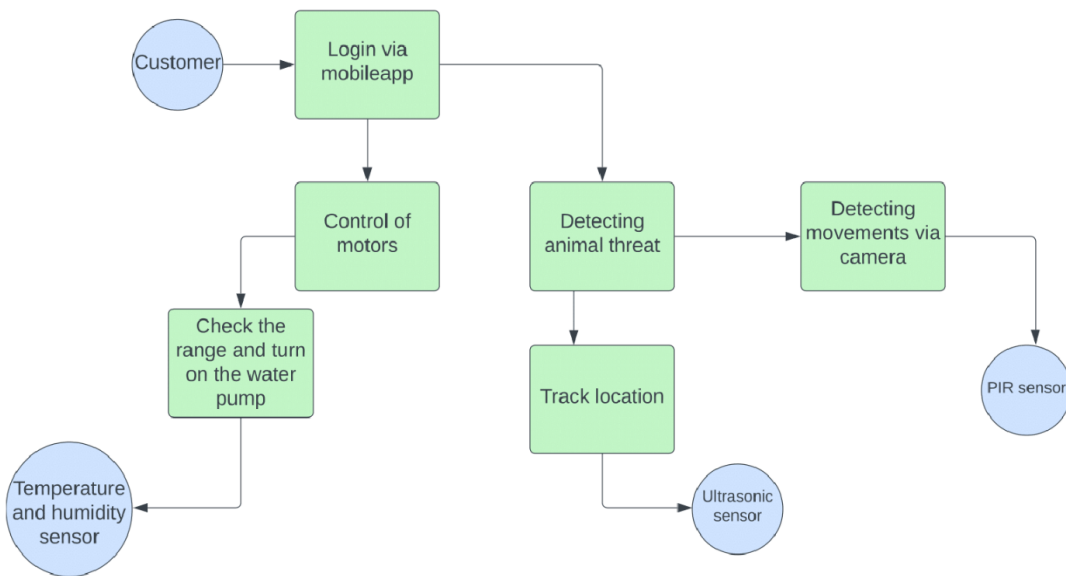 Customer
Login via
mobileapp
Control of
motors
Detecting
animal threat
Detecting
movements via
camera
Check the
range and turn
on the water
pump
Track location
PIR sensor
Temperature
and humidity
sensor
Ultrasonic
sensor